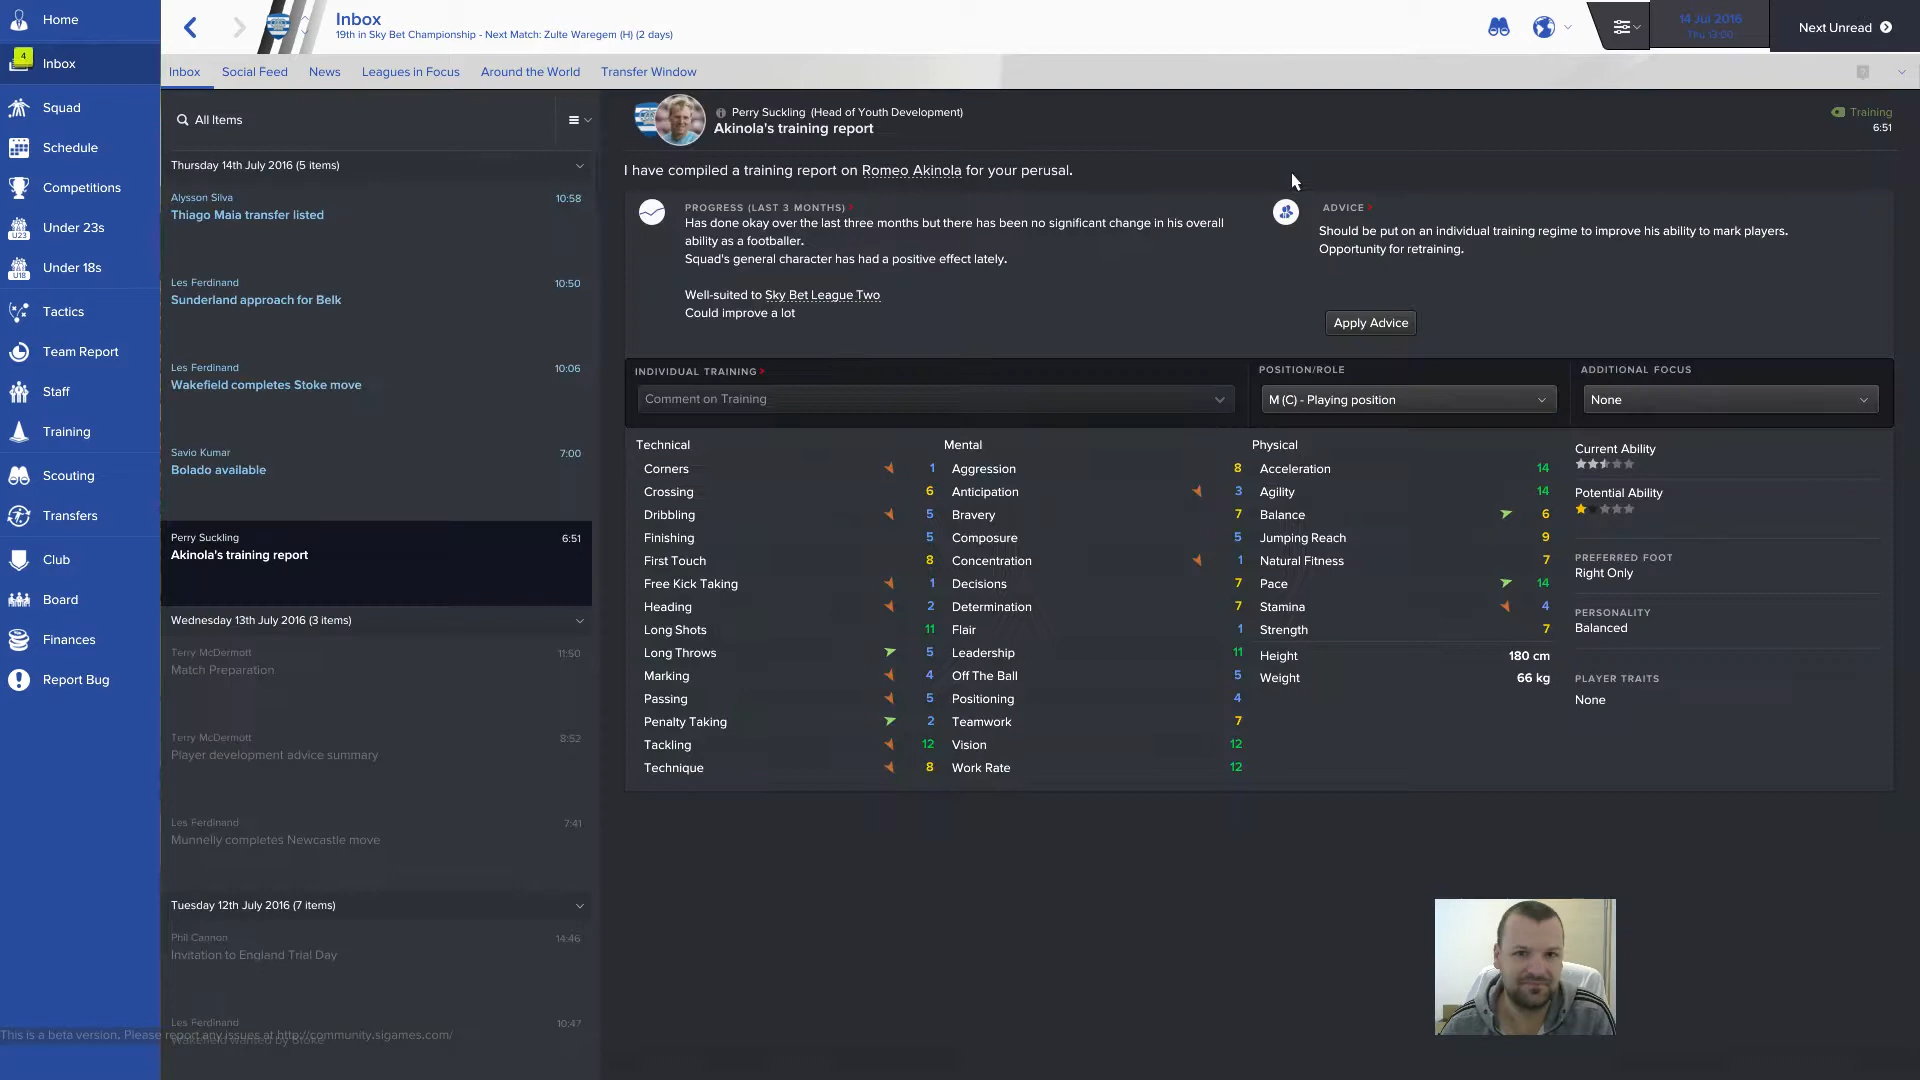 Home
Inbox
4
Squad
Schedule
Competitions
Under 23s
U23
Under 18s
U18
Tactics
Team Report
Staff
Training
Scouting
Transfers
Club
Board
Finances
Report Bug
Inbox
19th in Sky Bet Championship - Next Match: Zulte Waregem (H) (2 days)
14 Jul 2016
Thu 13:00
Next Unread
Inbox
Social Feed
News
Leagues in Focus
Around the World
Transfer Window
All Items
Thursday 14th July 2016 (5 items)
Alysson Silva 10:58
Thiago Maia transfer listed
Les Ferdinand 10:50
Sunderland approach for Belk
Les Ferdinand 10:06
Wakefield completes Stoke move
Savio Kumar 7:00
Bolado available
Perry Suckling 6:51
Akinola's training report
Wednesday 13th July 2016 (3 items)
Terry McDermott 11:50
Match Preparation
Terry McDermott 8:52
Player development advice summary
Les Ferdinand 7:41
Munnelly completes Newcastle move
Tuesday 12th July 2016 (7 items)
Phil Cannon 14:46
Invitation to England Trial Day
Les Ferdinand 10:47
Wakefield wanted by Stoke
This is a beta version. Please report any issues at http://community.sigames.com/
Perry Suckling (Head of Youth Development)
Akinola's training report
Training
6:51
I have compiled a training report on Romeo Akinola for your perusal.
PROGRESS (LAST 3 MONTHS)
Has done okay over the last three months but there has been no significant change in his overall
ability as a footballer.
Squad's general character has had a positive effect lately.
Well-suited to Sky Bet League Two
Could improve a lot
ADVICE
Should be put on an individual training regime to improve his ability to mark players.
Opportunity for retraining.
Apply Advice
INDIVIDUAL TRAINING
Comment on Training
POSITION/ROLE
M (C) - Playing position
ADDITIONAL FOCUS
None
Technical
Corners 1
Crossing 6
Dribbling 5
Finishing 5
First Touch 8
Free Kick Taking 1
Heading 2
Long Shots 11
Long Throws 5
Marking 4
Passing 5
Penalty Taking 2
Tackling 12
Technique 8
Mental
Aggression 8
Anticipation 3
Bravery 7
Composure 5
Concentration 1
Decisions 7
Determination 7
Flair 1
Leadership 11
Off The Ball 5
Positioning 4
Teamwork 7
Vision 12
Work Rate 12
Physical
Acceleration 14
Agility 14
Balance 6
Jumping Reach 9
Natural Fitness 7
Pace 14
Stamina 4
Strength 7
Height 180 cm
Weight 66 kg
Current Ability
Potential Ability
PREFERRED FOOT
Right Only
PERSONALITY
Balanced
PLAYER TRAITS
None